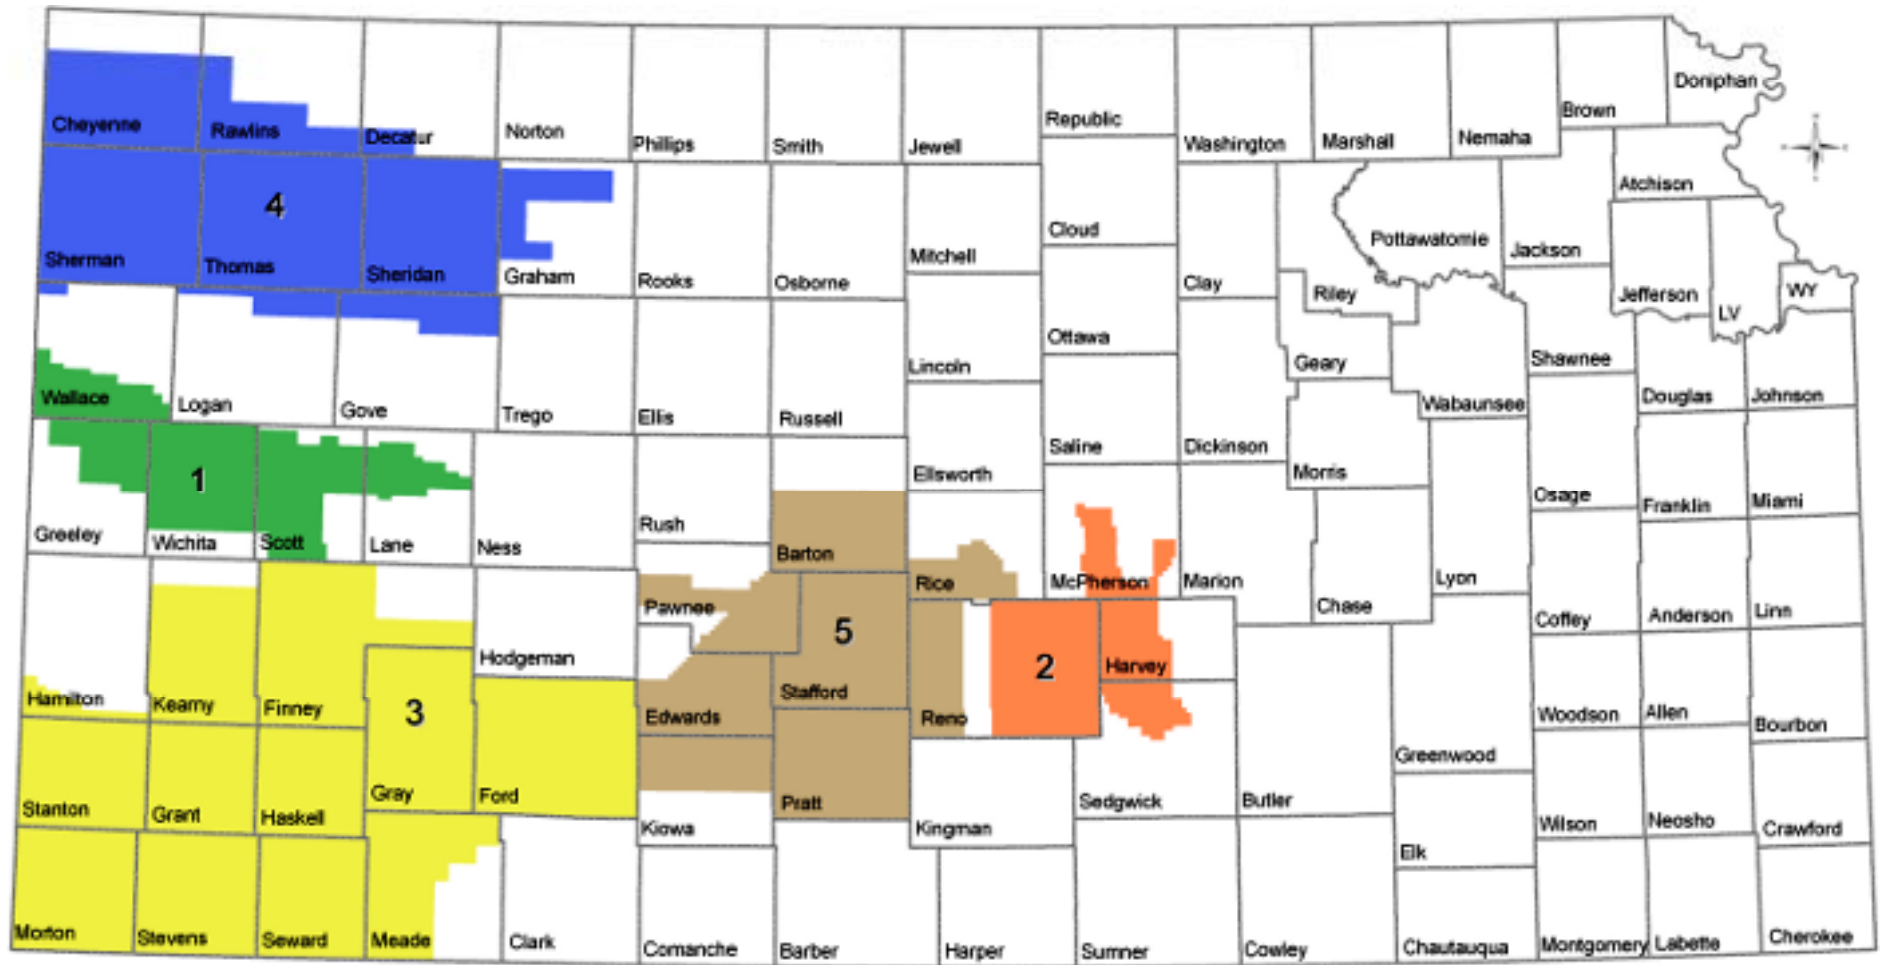 Doniphan
Brown
Republic
Cheyenne
Rawlins
Decatur
Norton
Phillips
Smith
Jewell
Washington
Marshall
Nemaha
Atchison
4
Cloud
Pottawatomie
Jackson
Sherman
Thomas
Sheridan
Graham
Rooks
Osborne
Mitchell
Clay
Riley
Jefferson
WY
LV
Ottawa
Lincoln
Geary
Shawnee
Wallace
Logan
Gove
Trego
Ellis
Russell
Wabaunsee
Douglas
Johnson
Saline
Dickinson
1
Ellsworth
Morris
Osage
Franklin
Miami
Greeley
Wichita
Scott
Lane
Ness
Rush
Barton
Rice
McPherson
Marion
Lyon
Pawnee
Chase
Coffey
Anderson
Linn
5
Hodgeman
2
Harvey
Hamilton
Kearny
Finney
3
Edwards
Stafford
Reno
Woodson
Allen
Bourbon
Greenwood
Stanton
Grant
Haskell
Gray
Ford
Pratt
Sedgwick
Butler
Kiowa
Kingman
Wilson
Neosho
Crawford
Elk
Morton
Stevens
Seward
Meade
Clark
Comanche
Barber
Harper
Sumner
Cowley
Chautauqua
Montgomery
Labette
Cherokee